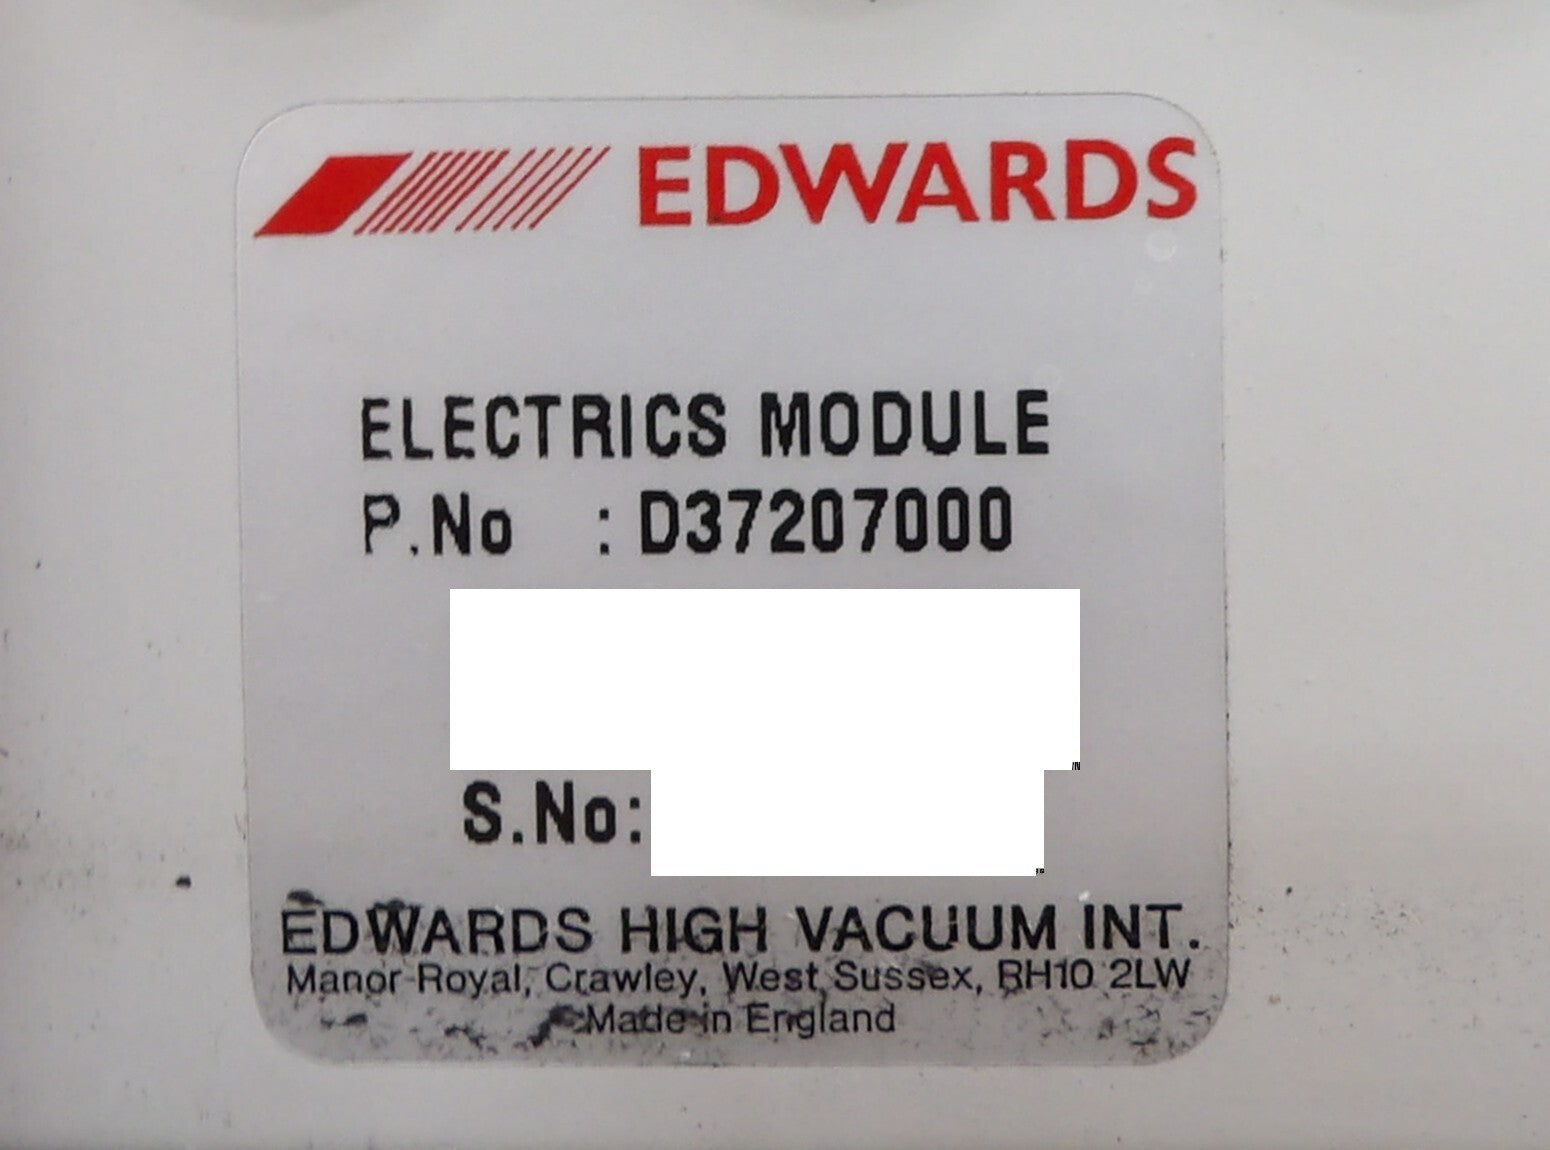 EDWARDS
ELECTRICS MODULE
P.No : D37207000
S.No:
EDWARDS HIGH VACUUM INT.
Manor Royal, Crawley, West Sussex, RH10 2LW
Made in England